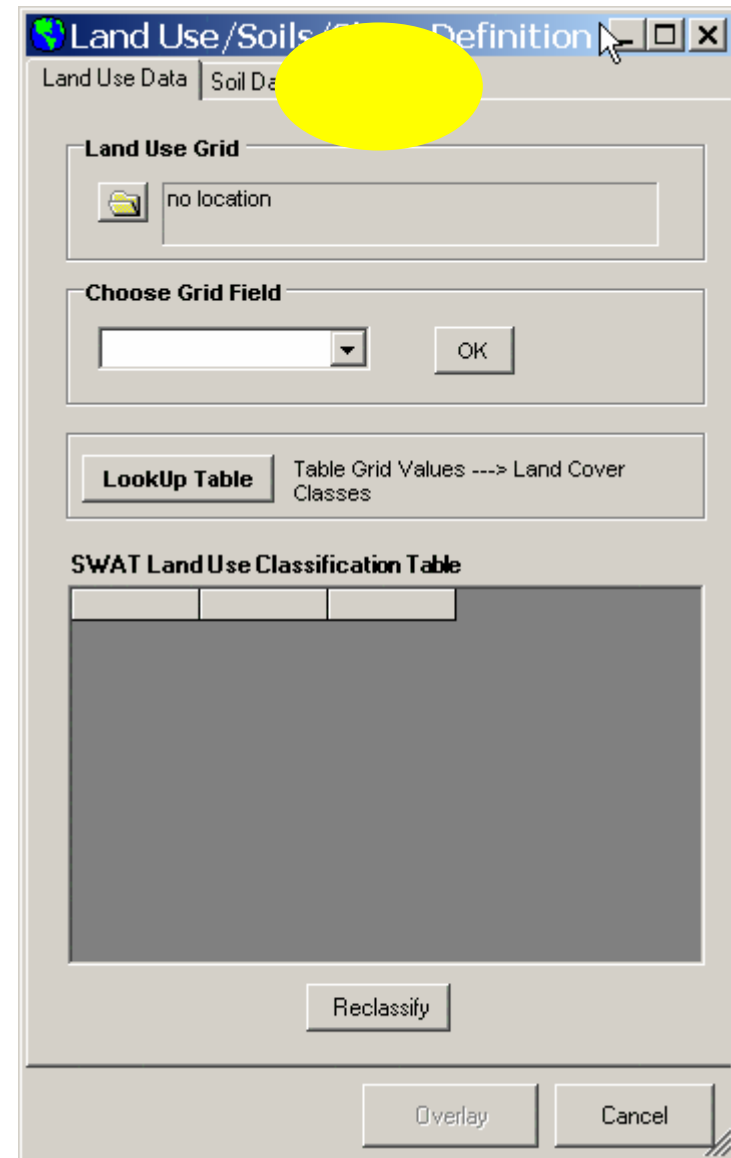 Land Use/Soils/ Definition
Land Use Data Soil
Land Use Grid
no location
Choose Grid Field
OK
LookUp Table Table Grid Values ---> Land Cover
Classes
SWAT Land Use Classification Table
Reclassify
Overlay Cancel